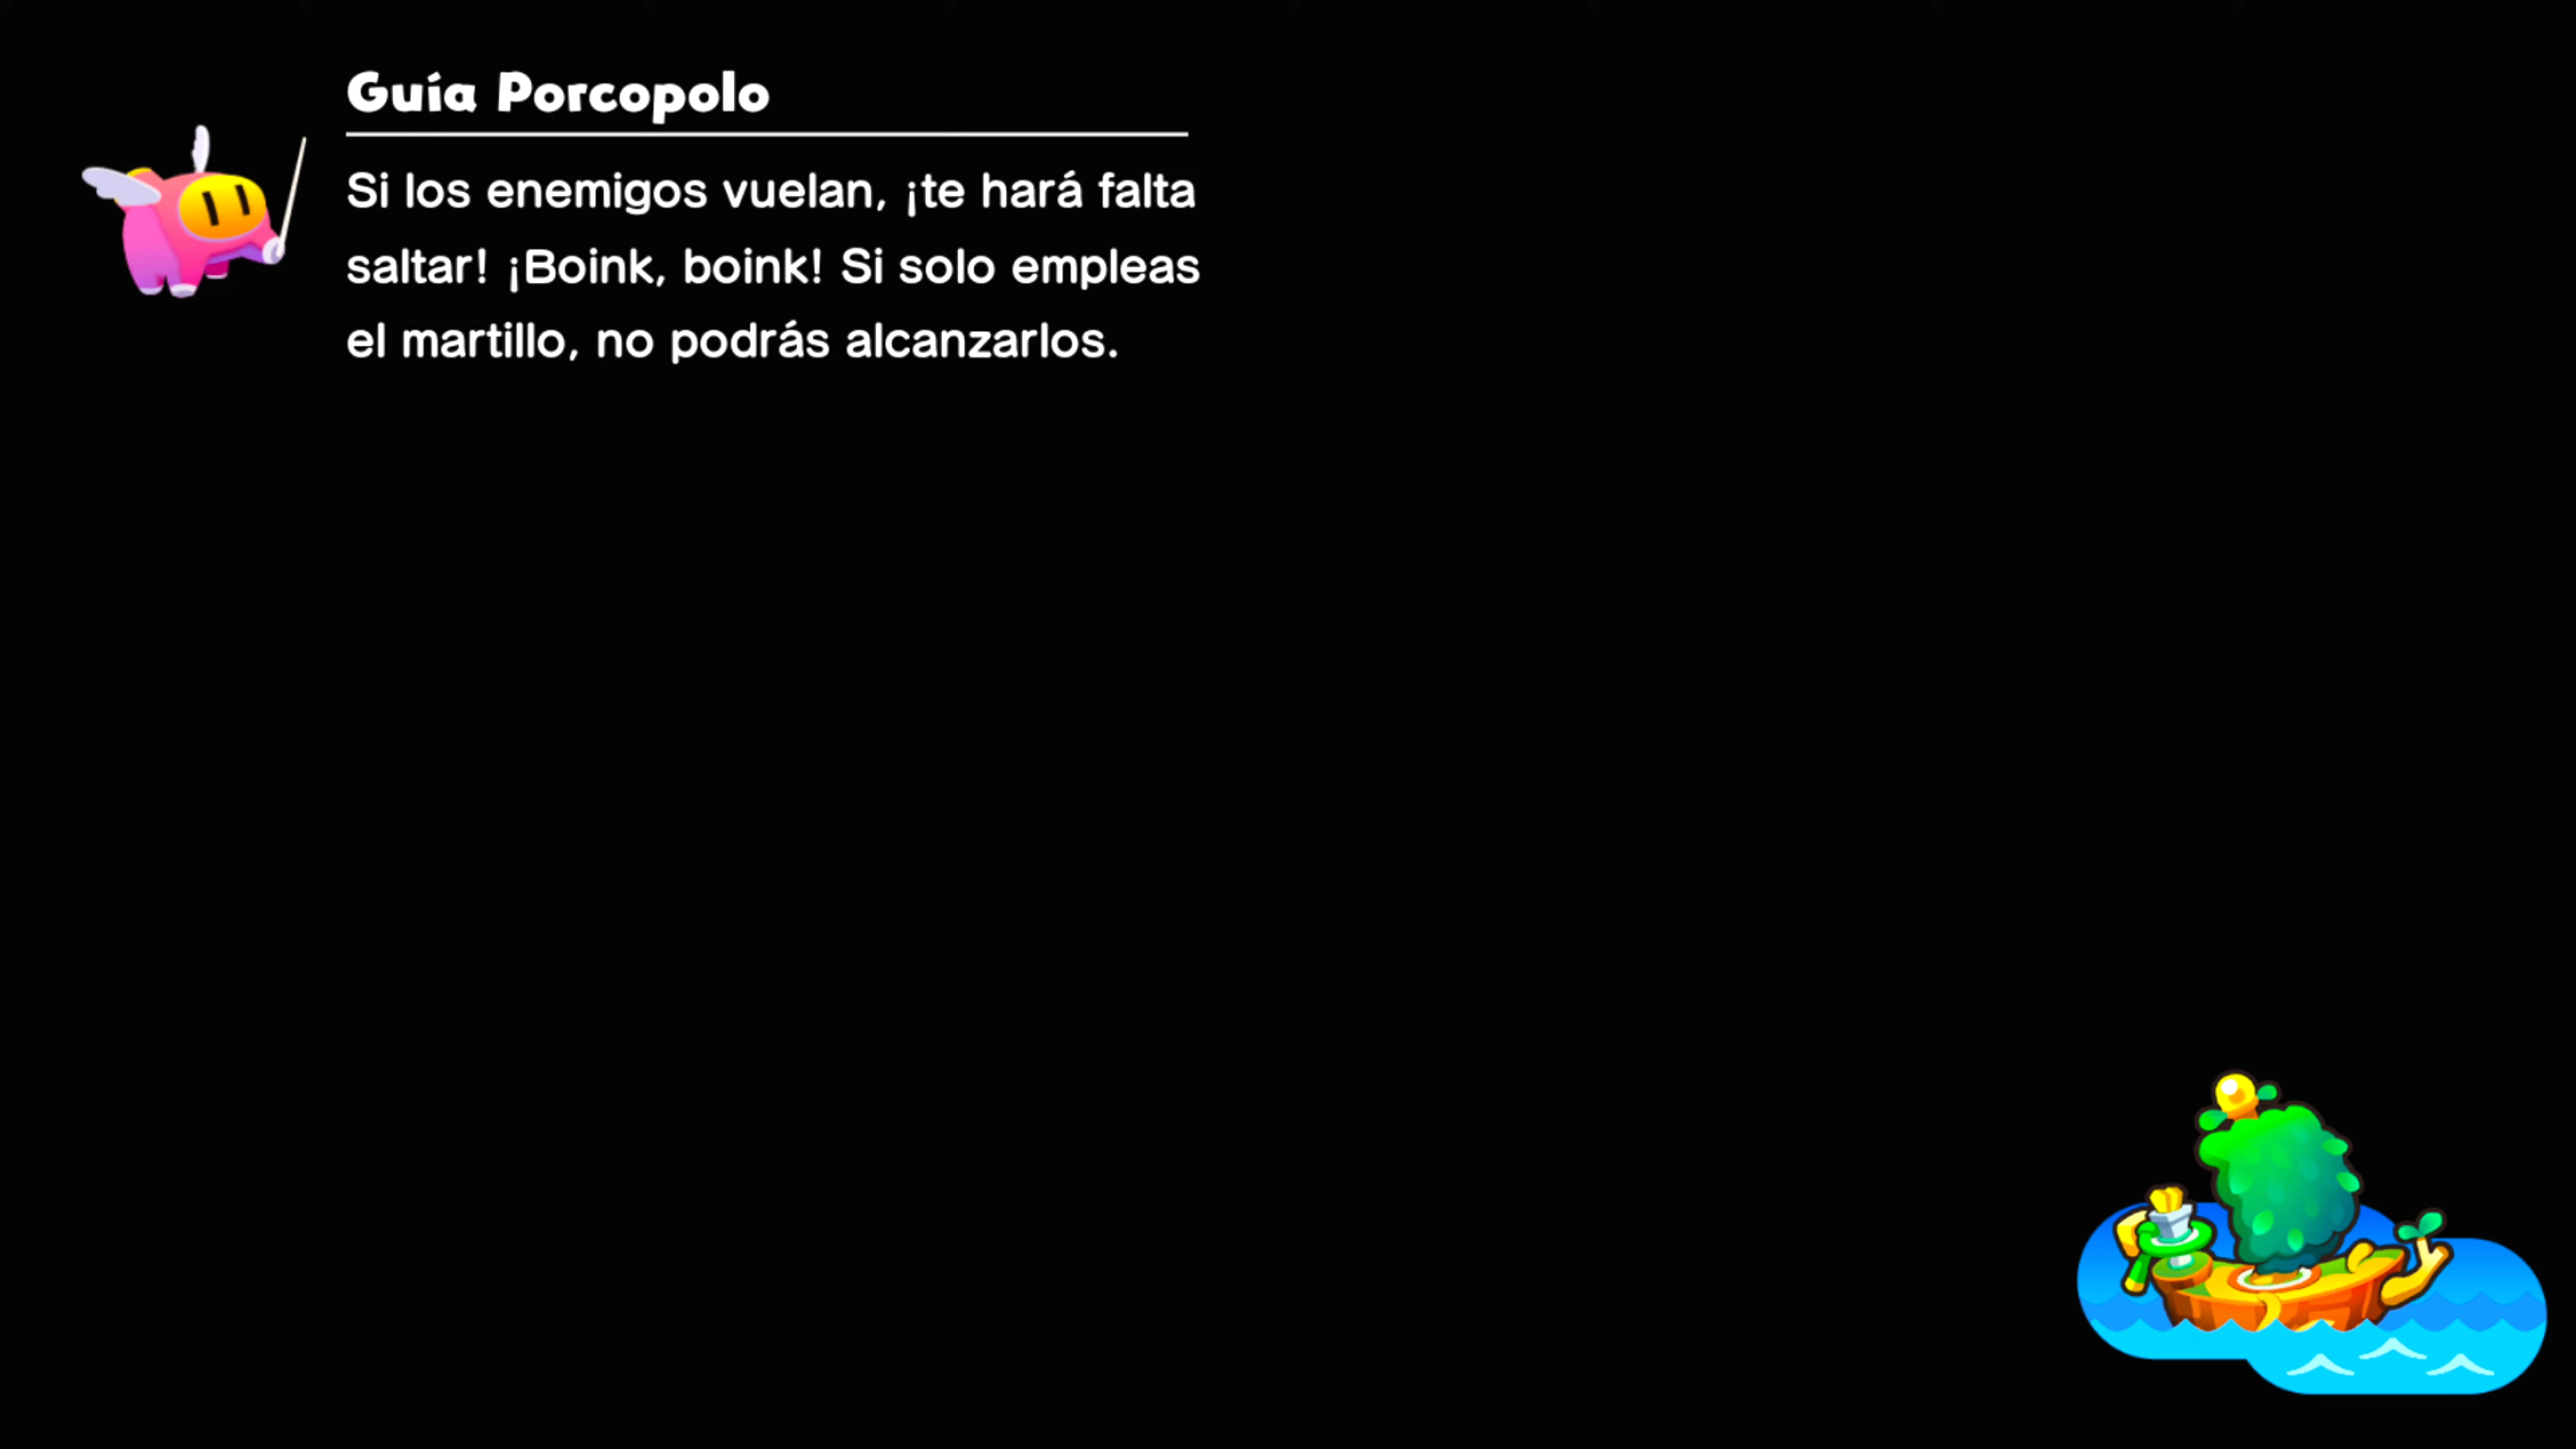 Guía Porcopolo
Si los enemigos vuelan, ¡te hará falta
saltar! ¡Boink, boink! Si solo empleas
el martillo, no podrás alcanzarlos.